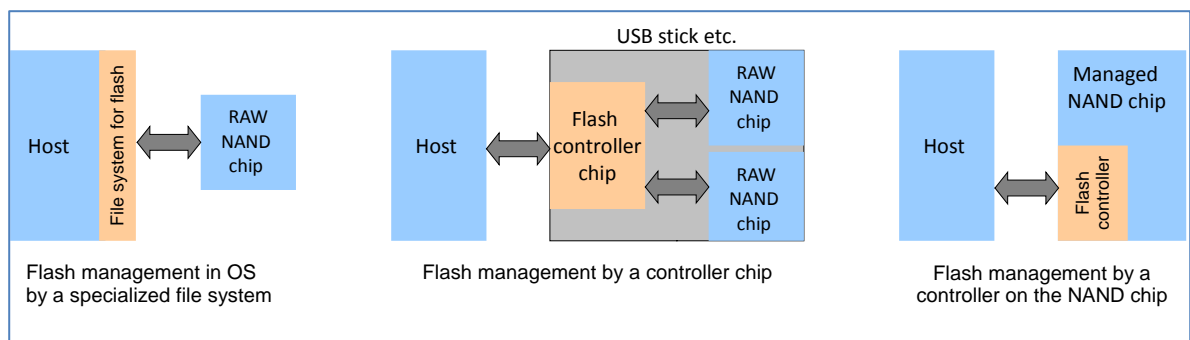 Host
File system for flash
RAW
NAND
chip
Flash management in OS
by a specialized file system
USB stick etc.
Host
Flash
controller
chip
RAW
NAND
chip
RAW
NAND
chip
Flash management by a controller chip
Host
Managed
NAND chip
Flash
controller
Flash management by a
controller on the NAND chip